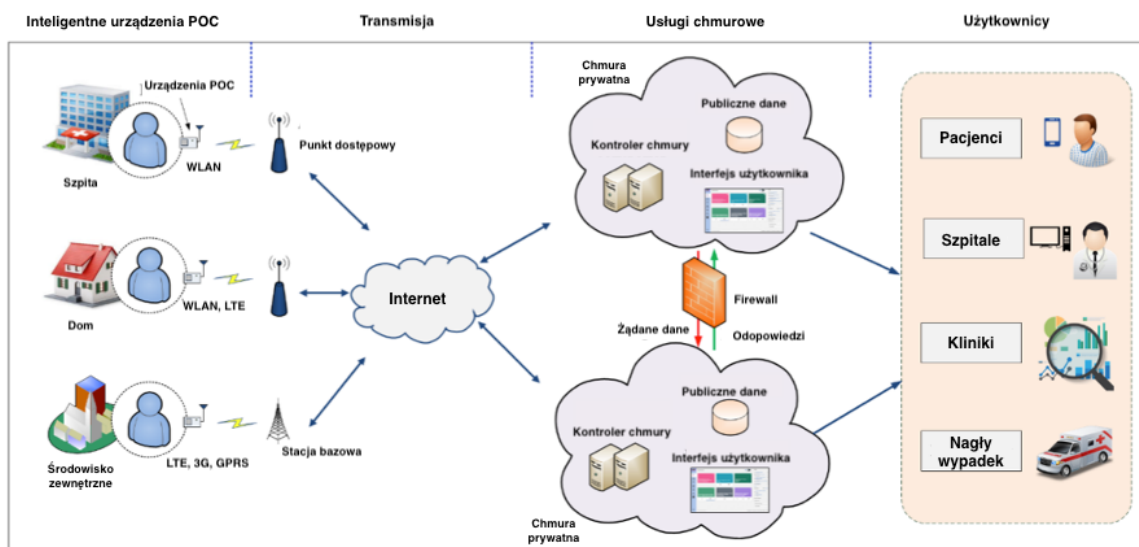 Inteligentne urządzenia POC
Transmisja
Usługi chmurowe
Użytkownicy
Urządzenia POC
WLAN
Szpita
Punkt dostępowy
WLAN, LTE
Dom
LTE, 3G, GPRS
Środowisko
zewnętrzne
Stacja bazowa
Internet
Chmura
prywatna
Publiczne dane
Kontroler chmury
Interfejs użytkownika
Firewall
Żądane dane
Odopowiedzi
Publiczne dane
Kontroler chmury
Interfejs użytkownika
Chmura
prywatna
Pacjenci
Szpitale
Kliniki
Nagły
wypadek